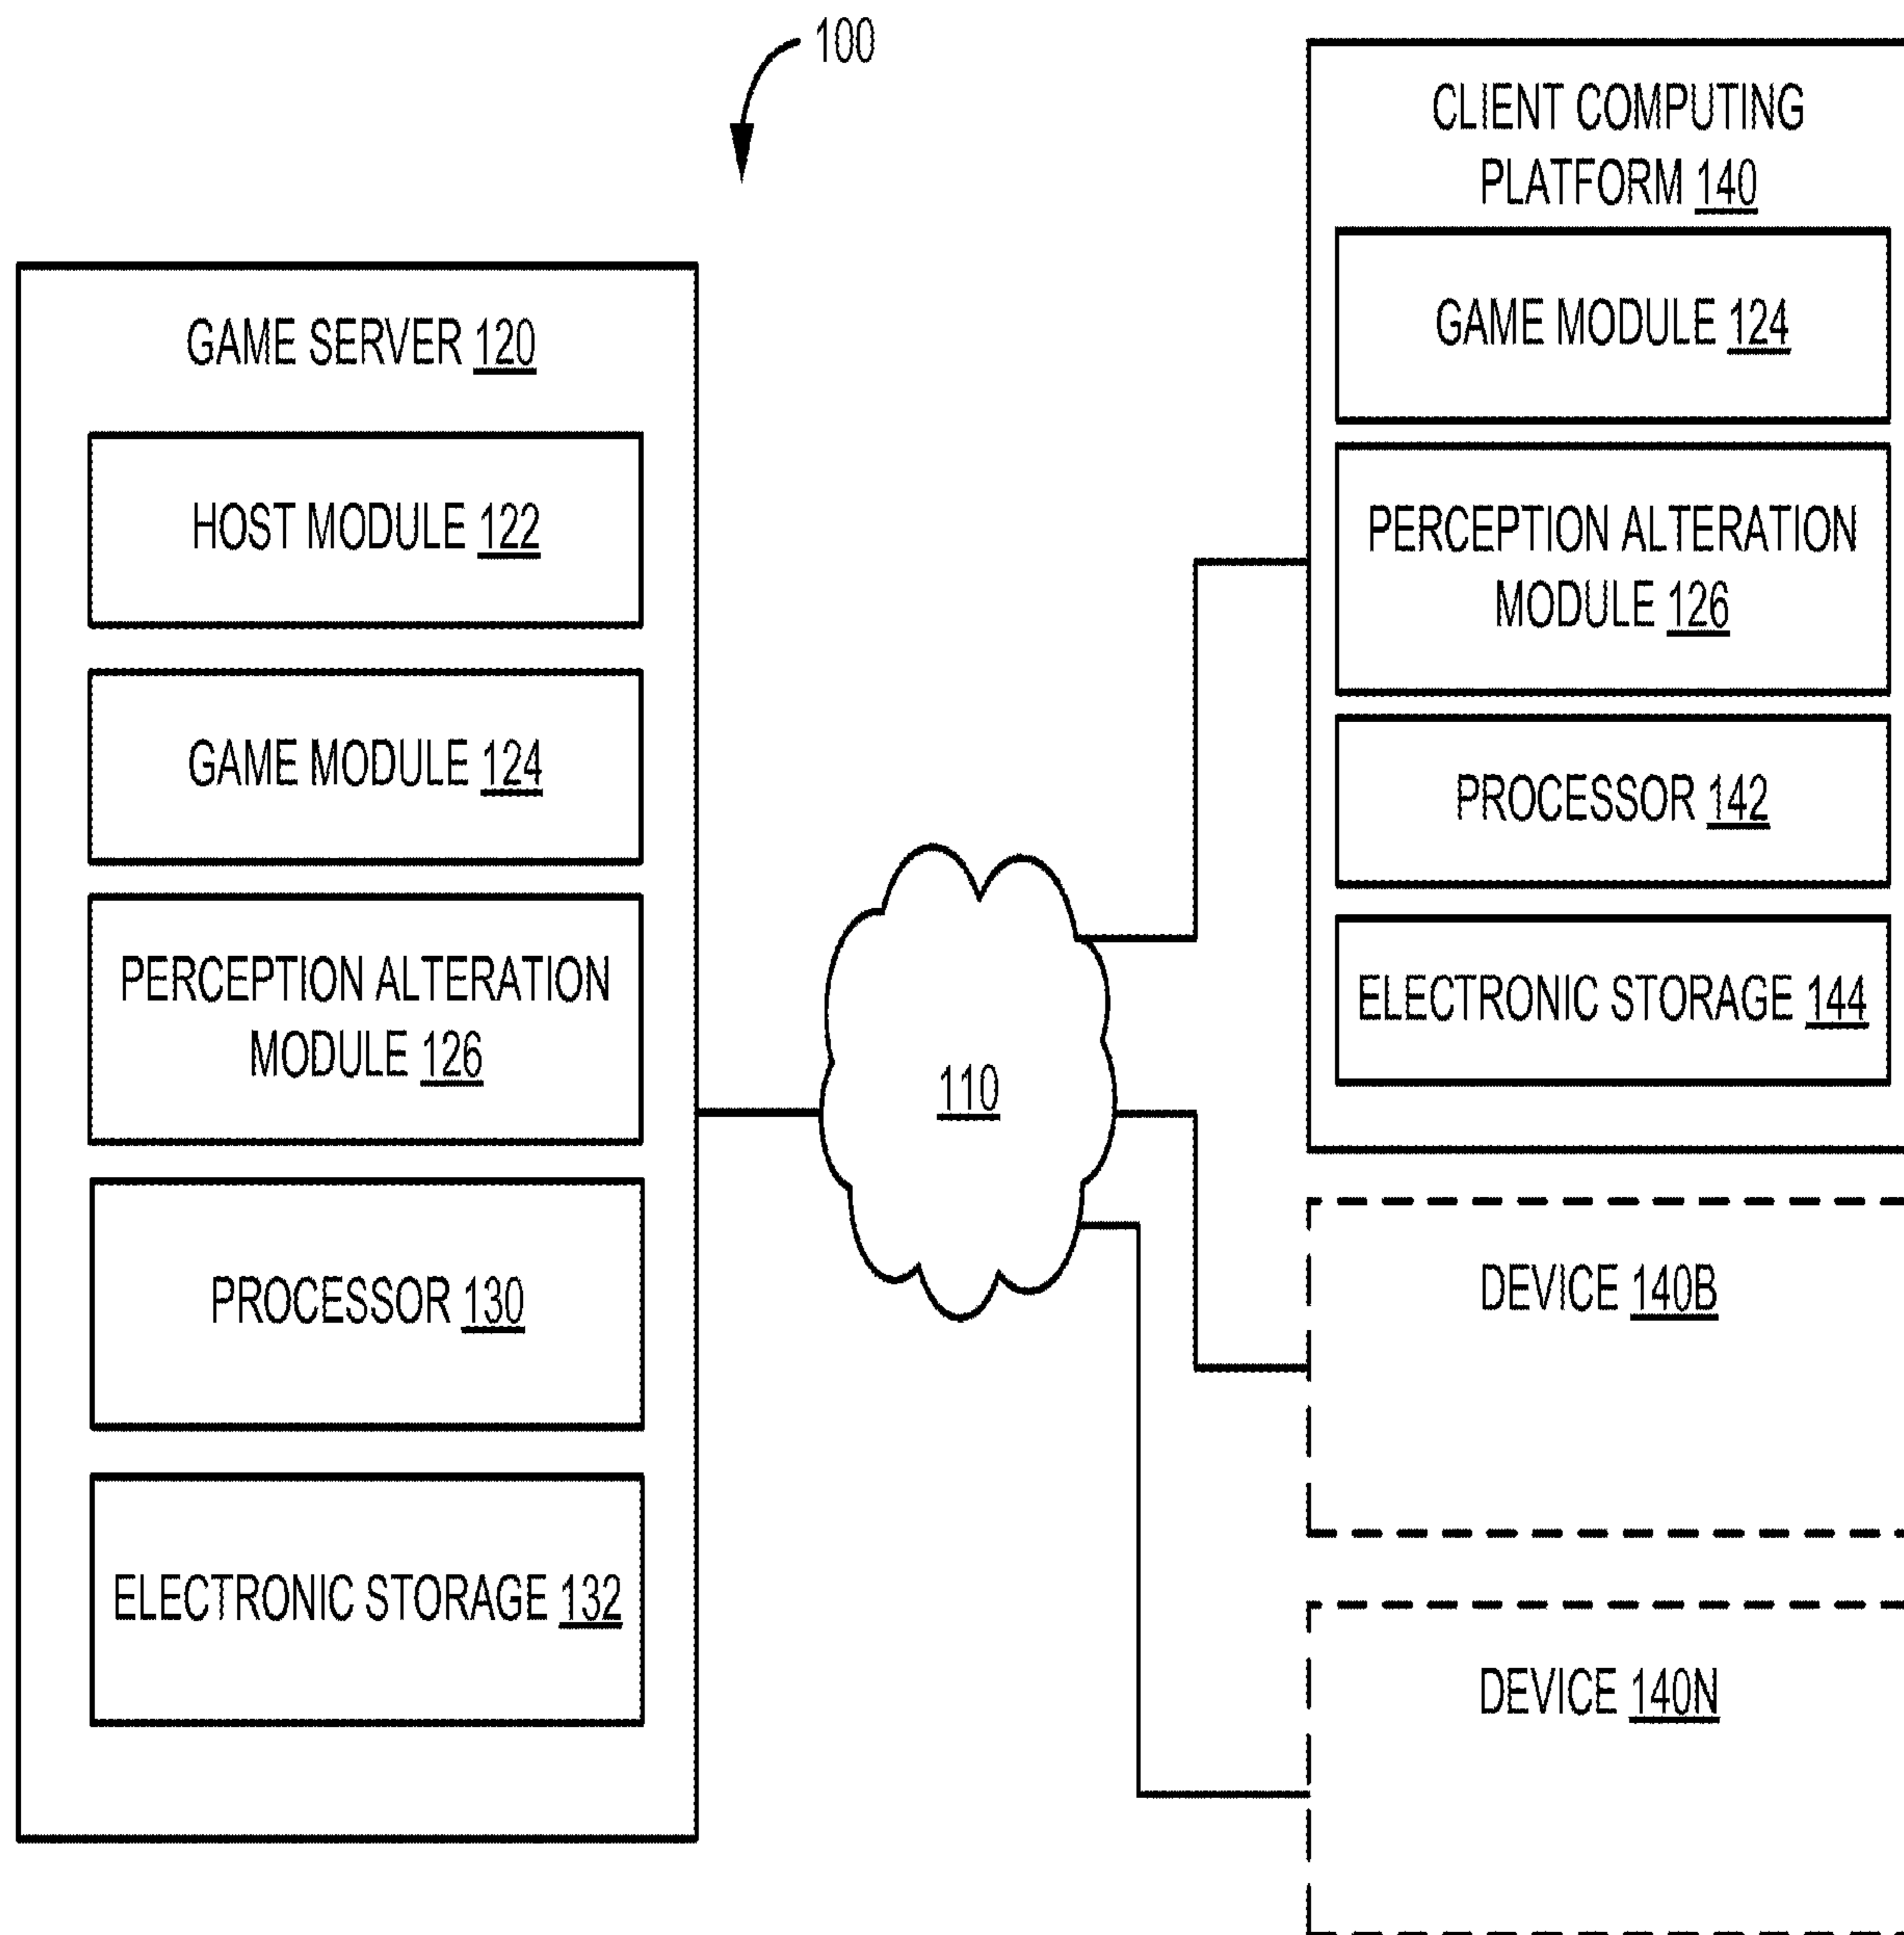 100
GAME SERVER 120
HOST MODULE 122
GAME MODULE 124
PERCEPTION ALTERATION
MODULE 126
PROCESSOR 130
ELECTRONIC STORAGE 132
110
CLIENT COMPUTING
PLATFORM 140
GAME MODULE 124
PERCEPTION ALTERATION
MODULE 126
PROCESSOR 142
ELECTRONIC STORAGE 144
DEVICE 140B
DEVICE 140N